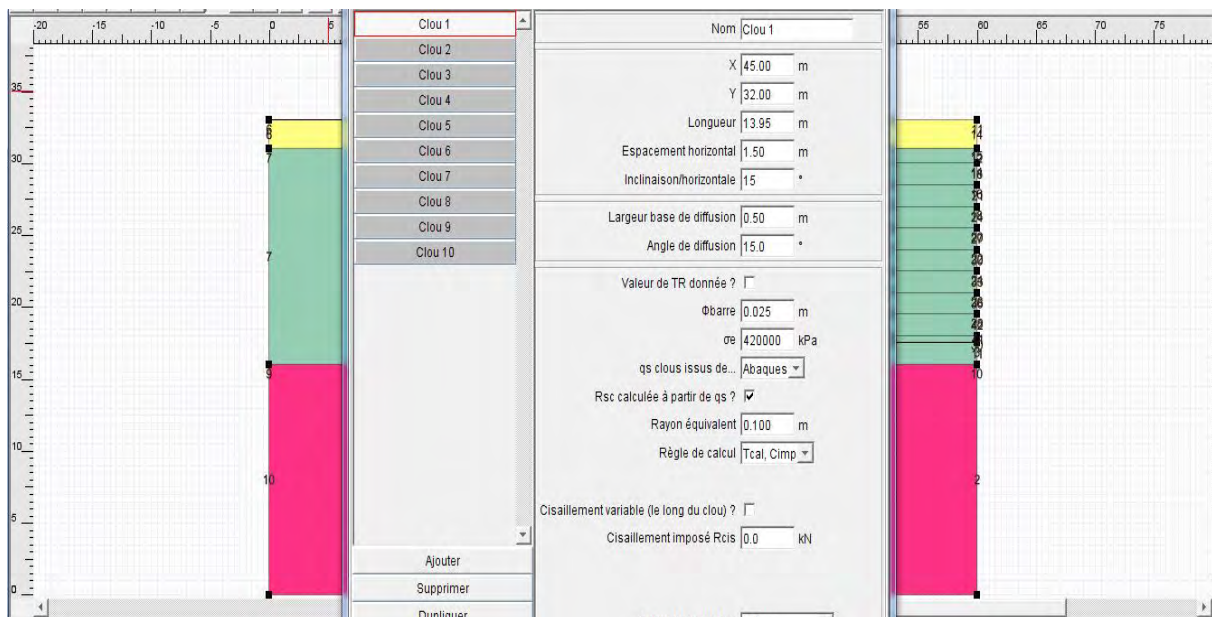 -20 -15 -10 -5 0 5
55 60 65 70 75
35
30
25
20
15
10
5
0
7
7
9
10
14
10
2
Clou 1
Clou 2
Clou 3
Clou 4
Clou 5
Clou 6
Clou 7
Clou 8
Clou 9
Clou 10
Ajouter
Supprimer
Dupliquer
Nom Clou 1
X 45.00 m
Y 32.00 m
Longueur 13.95 m
Espacement horizontal 1.50 m
Inclinaison/horizontale 15 °
Largeur base de diffusion 0.50 m
Angle de diffusion 15.0 °
Valeur de TR donnée ?
Φbarre 0.025 m
σe 420000 kPa
qs clous issus de... Abaques
Rsc calculée à partir de qs ?
Rayon équivalent 0.100 m
Règle de calcul Tcal, Cimp
Cisaillement variable (le long du clou) ?
Cisaillement imposé Rcis 0.0 kN